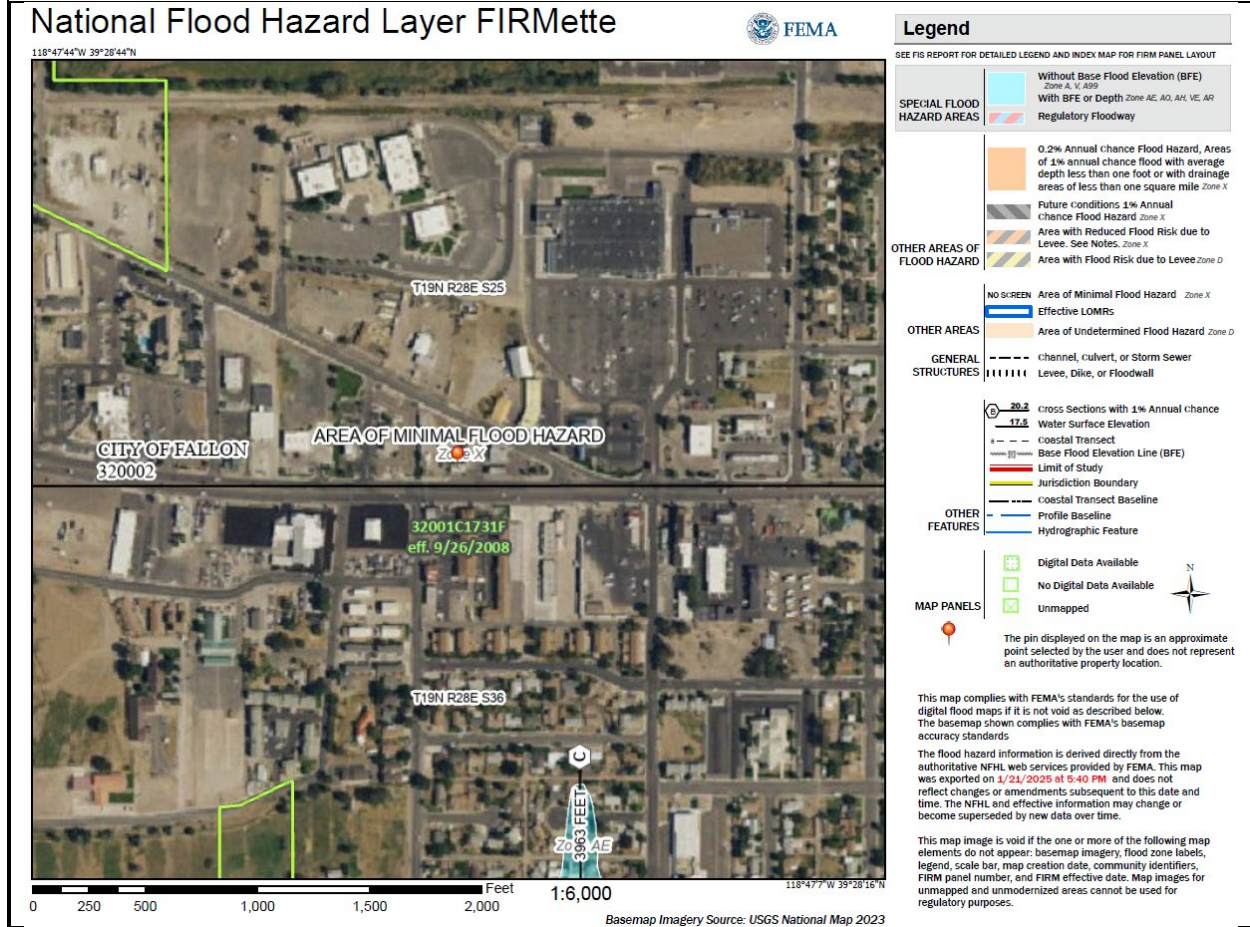 National Flood Hazard Layer FIRMette
FEMA
118°47'44"W 39°28'44"N
T19N R28E S25
AREA OF MINIMAL FLOOD HAZARD
Zone X
CITY OF FALLON
320002
32001C1731F
eff. 9/26/2008
T19N R28E S36
C
3963 FEET
Zone AE
Feet
1:6,000
118°47'7"W 39°28'16"N
0 250 500 1,000 1,500 2,000
Basemap Imagery Source: USGS National Map 2023
Legend
SEE FIS REPORT FOR DETAILED LEGEND AND INDEX MAP FOR FIRM PANEL LAYOUT
SPECIAL FLOOD
HAZARD AREAS
Without Base Flood Elevation (BFE)
Zone A, V, A99
With BFE or Depth Zone AE, AO, AH, VE, AR
Regulatory Floodway
OTHER AREAS OF
FLOOD HAZARD
0.2% Annual Chance Flood Hazard, Areas
of 1% annual chance flood with average
depth less than one foot or with drainage
areas of less than one square mile Zone X
Future Conditions 1% Annual
Chance Flood Hazard Zone X
Area with Reduced Flood Risk due to
Levee. See Notes. Zone X
Area with Flood Risk due to Levee Zone D
OTHER AREAS
NO SCREEN Area of Minimal Flood Hazard Zone X
Effective LOMRs
Area of Undetermined Flood Hazard Zone D
GENERAL
STRUCTURES
Channel, Culvert, or Storm Sewer
Levee, Dike, or Floodwall
OTHER
FEATURES
B 20.2 Cross Sections with 1% Annual Chance
17.5 Water Surface Elevation
8 Coastal Transect
Base Flood Elevation Line (BFE)
Limit of Study
Jurisdiction Boundary
Coastal Transect Baseline
Profile Baseline
Hydrographic Feature
MAP PANELS
Digital Data Available
No Digital Data Available
Unmapped
N
The pin displayed on the map is an approximate
point selected by the user and does not represent
an authoritative property location.
This map complies with FEMA's standards for the use of
digital flood maps if it is not void as described below.
The basemap shown complies with FEMA's basemap
accuracy standards
The flood hazard information is derived directly from the
authoritative NFHL web services provided by FEMA. This map
was exported on 1/21/2025 at 5:40 PM and does not
reflect changes or amendments subsequent to this date and
time. The NFHL and effective information may change or
become superseded by new data over time.
This map image is void if the one or more of the following map
elements do not appear: basemap imagery, flood zone labels,
legend, scale bar, map creation date, community identifiers,
FIRM panel number, and FIRM effective date. Map images for
unmapped and unmodernized areas cannot be used for
regulatory purposes.